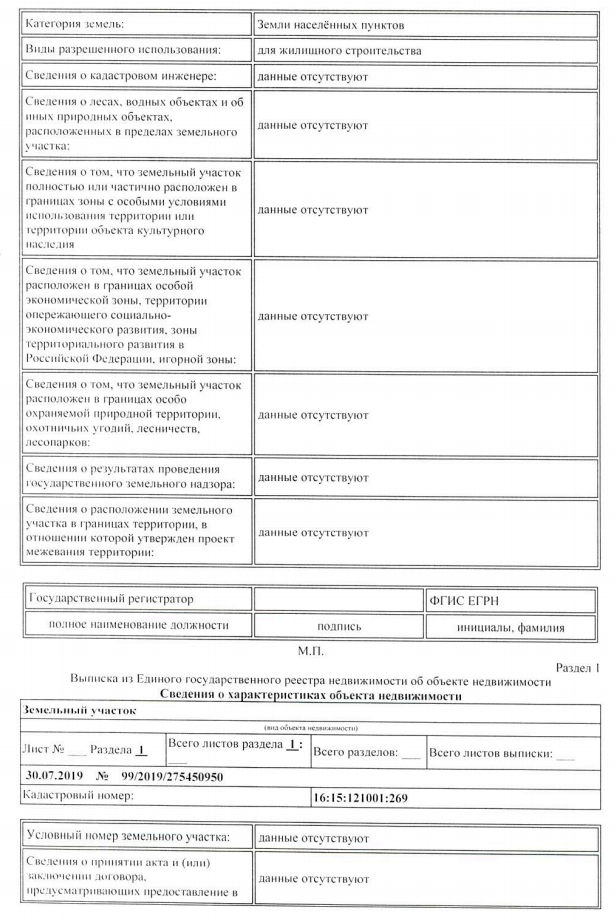 Категория земель: Земли населённых пунктов
Виды разрешенного использования: для жилищного строительства
Сведения о кадастровом инженере: данные отсутствуют
Сведения о лесах, водных объектах и об
иных природных объектах,
расположенных в пределах земельного
участка:
данные отсутствуют
Сведения о том, что земельный участок
полностью или частично расположен в
границах зоны с особыми условиями
использования территории или
территории объекта культурного
наследия
данные отсутствуют
Сведения о том, что земельный участок
расположен в границах особой
экономической зоны, территории
опережающего социально-
экономического развития, зоны
территориального развития в
Российской Федерации, игорной зоны:
данные отсутствуют
Сведения о том, что земельный участок
расположен в границах особо
охраняемой природной территории,
охотничьих угодий, лесничеств,
лесопарков:
данные отсутствуют
Сведения о результатах проведения
государственного земельного надзора:
данные отсутствуют
Сведения о расположении земельного
участка в границах территории, в
отношении которой утвержден проект
межевания территории:
данные отсутствуют
Государственный регистратор ФГИС ЕГРН
полное наименование должности подпись инициалы, фамилия
М.П.
Раздел 1
Выписка из Единого государственного реестра недвижимости об объекте недвижимости
Сведения о характеристиках объекта недвижимости
Земельный участок
(вид объекта недвижимости)
Лист № ___ Раздела 1 Всего листов раздела 1 : ___ Всего разделов: ___ Всего листов выписки: ___
30.07.2019 № 99/2019/275450950
Кадастровый номер: 16:15:121001:269
Условный номер земельного участка: данные отсутствуют
Сведения о принятии акта и (или)
заключении договора,
предусматривающих предоставление в
данные отсутствуют